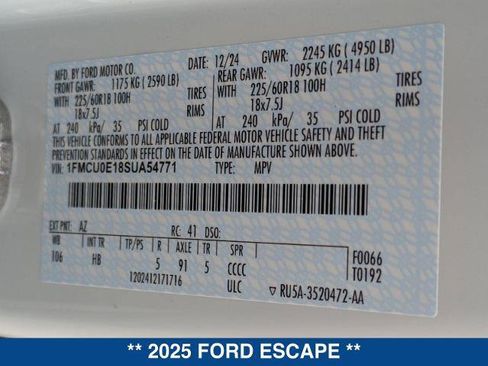 MFD. BY FORD MOTOR CO.
12/24 GVWR: 2245 KG ( 4950 LB)
FRONT GAWR: 1175 KG ( 2590 LB)
REAR GAWR: 1095 KG ( 2414 LB)
WITH 225/60R18 100H TIRES WITH 225/60R18 100H TIRES
18x7.5J RIMS 18x7.5J RIMS
AT 240 kPa/ 35 PSI COLD AT 240 kPa/ 35 PSI COLD
THIS VEHICLE CONFORMS TO ALL APPLICABLE FEDERAL MOTOR VEHICLE SAFETY AND THEFT
PREVENTION STANDARDS IN EFFECT ON THE DATE OF MANUFACTURE SHOWN ABOVE.
VIN: 1FMCU0E18SUA54771 TYPE: MPV
EXT PNT: AZ RC: 41 DSO: F0066
WB INT TR TP/PS R AXLE TR SPR T0192
106 HB 5 91 5 CCCC
1202412171716 ULC ▽ RU5A-3520472-AA
** 2025 FORD ESCAPE **